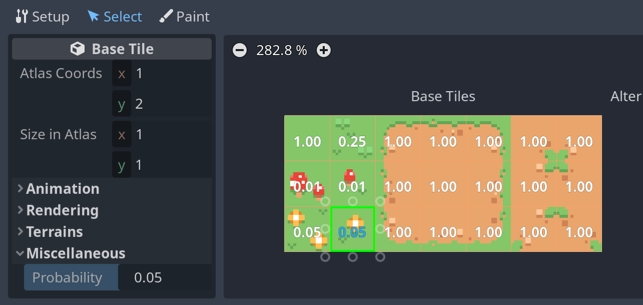 Setup Select Paint
Base Tile
Atlas Coords x 1
y 2
Size in Atlas x 1
y 1
Animation
Rendering
Terrains
Miscellaneous
Probability 0.05
282.8 %
Base Tiles Alter
1.00 0.25 1.00 1.00 1.00 1.00 1.00
0.01 0.01 1.00 1.00 1.00 1.00 1.00
0.05 0.05 1.00 1.00 1.00 1.00 1.00